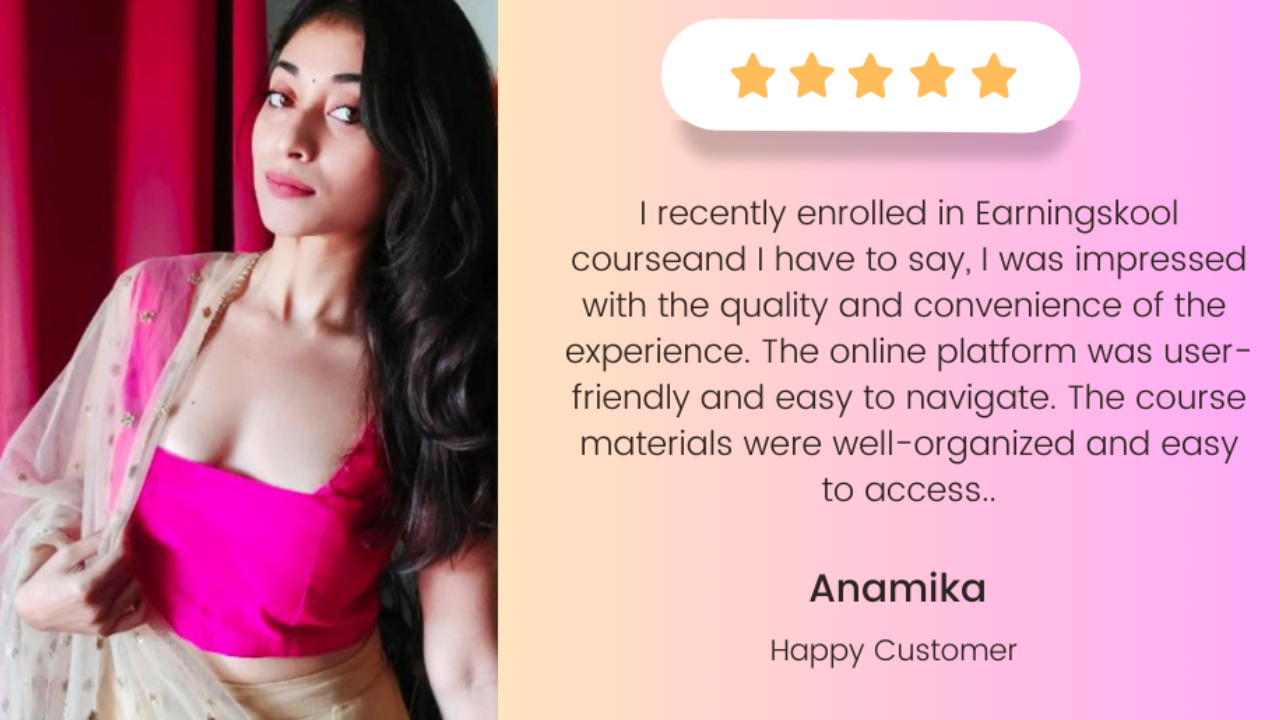 I recently enrolled in Earningskool
courseand I have to say, I was impressed
with the quality and convenience of the
experience. The online platform was user-
friendly and easy to navigate. The course
materials were well-organized and easy
to access..
Anamika
Happy Customer